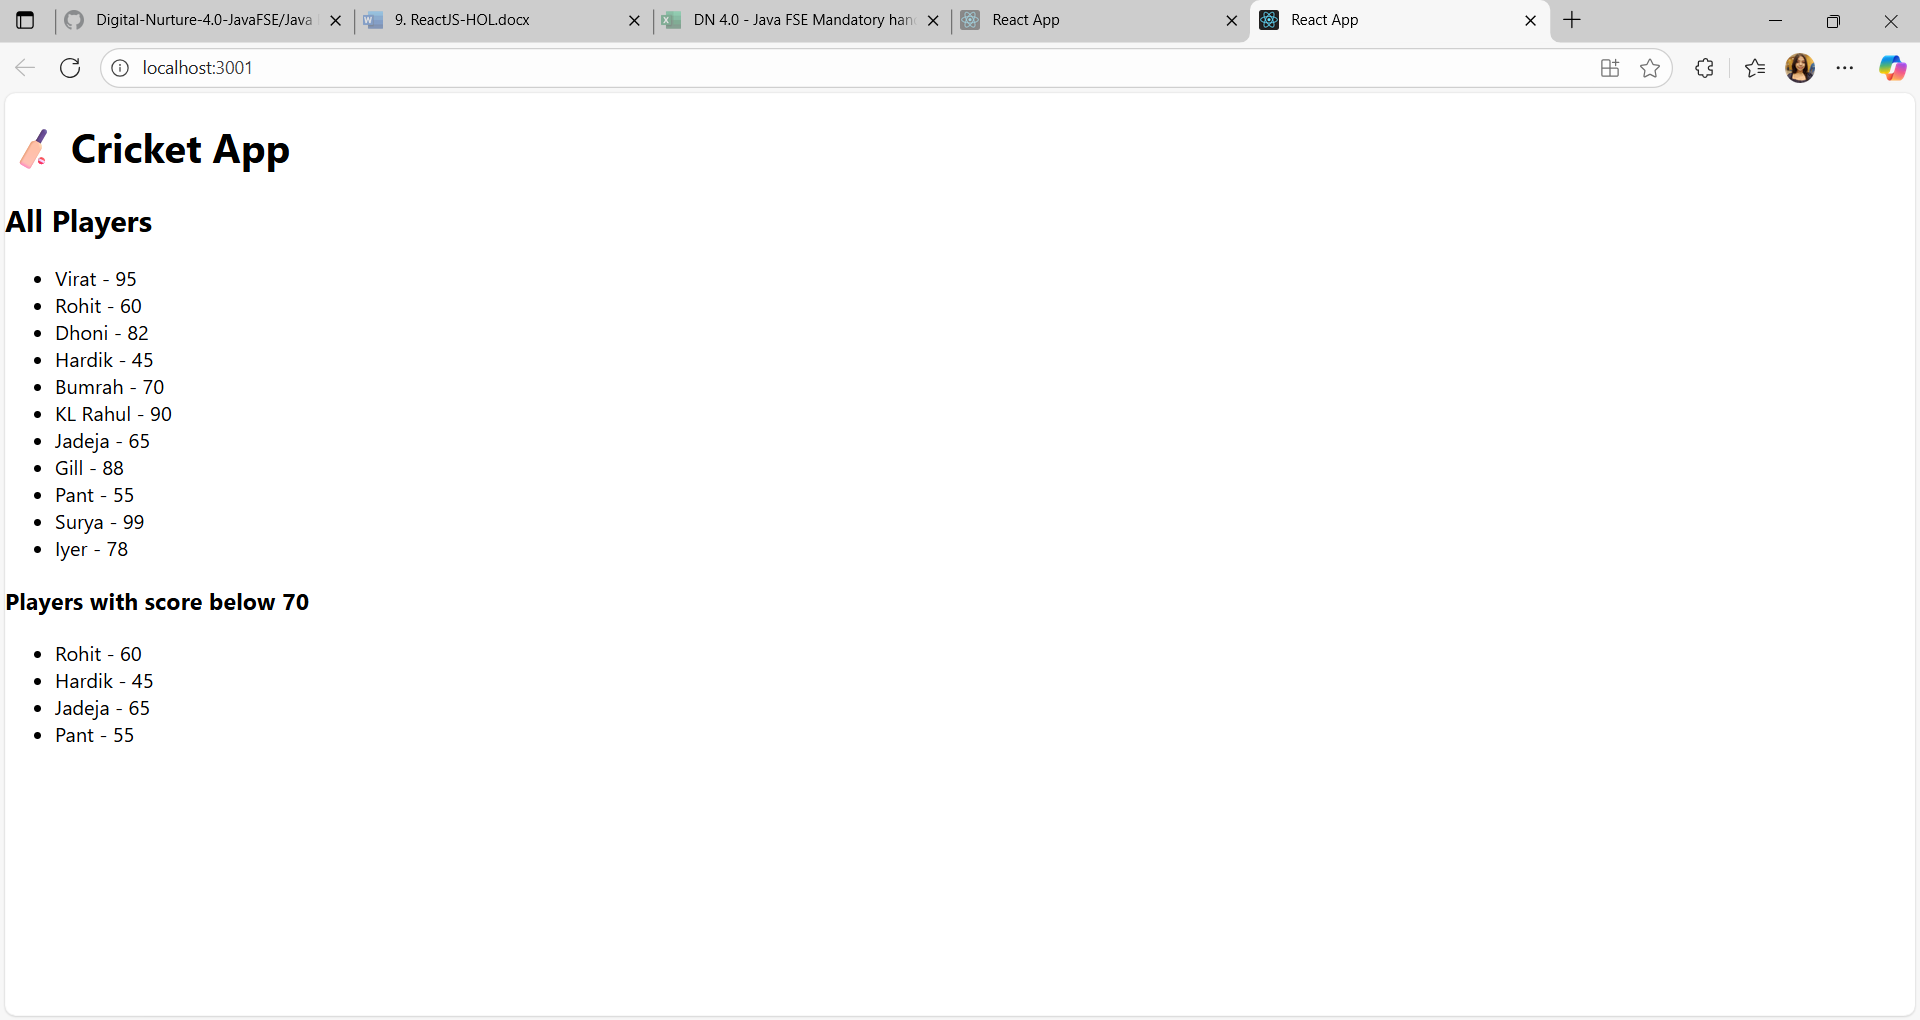 Digital-Nurture-4.0-JavaFSE/Java
9. ReactJS-HOL.docx
DN 4.0 - Java FSE Mandatory han
React App
React App
localhost:3001
Cricket App
All Players
Virat - 95
Rohit - 60
Dhoni - 82
Hardik - 45
Bumrah - 70
KL Rahul - 90
Jadeja - 65
Gill - 88
Pant - 55
Surya - 99
Iyer - 78
Players with score below 70
Rohit - 60
Hardik - 45
Jadeja - 65
Pant - 55